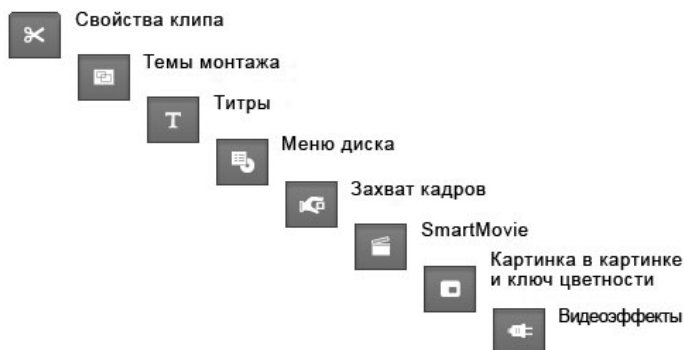 Свойства клипа
Темы монтажа
T
Титры
Меню диска
Захват кадров
SmartMovie
Картинка в картинке
и ключ цветности
Видеоэффекты